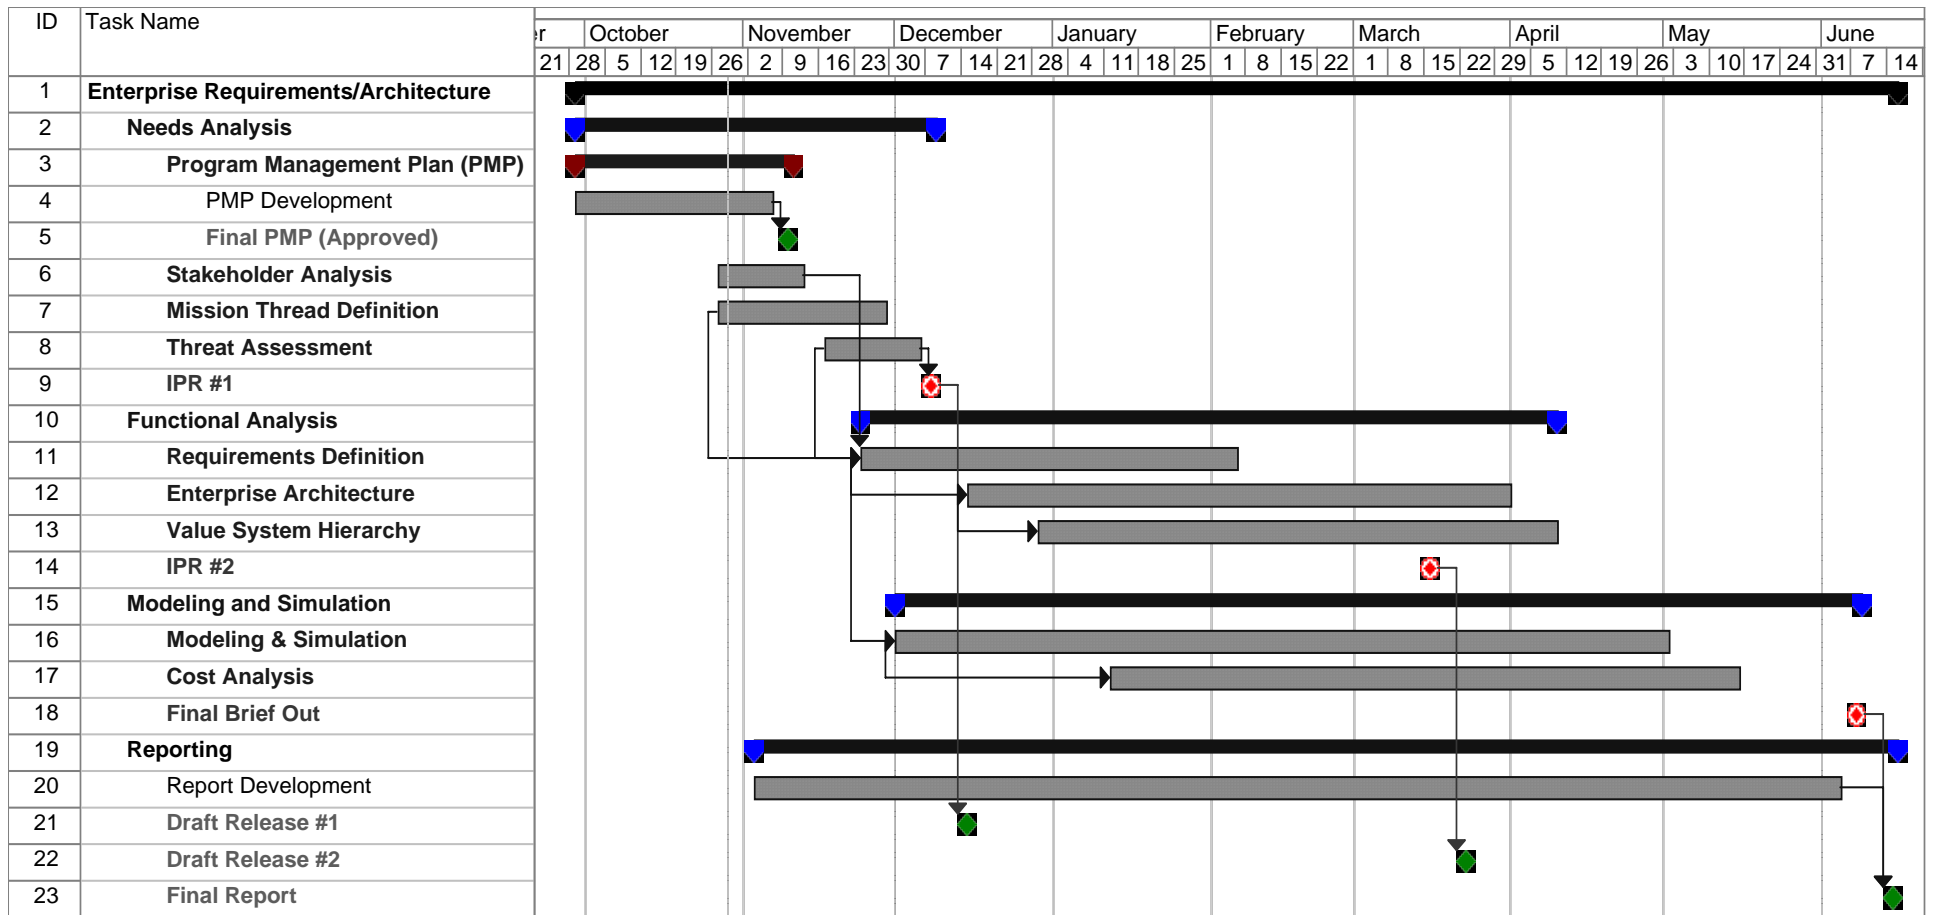 ID Task Name
er October November December January February March April May June
21 28 5 12 19 26 2 9 16 23 30 7 14 21 28 4 11 18 25 1 8 15 22 1 8 15 22 29 5 12 19 26 3 10 17 24 31 7 14
1 Enterprise Requirements/Architecture
2 Needs Analysis
3 Program Management Plan (PMP)
4 PMP Development
5 Final PMP (Approved)
6 Stakeholder Analysis
7 Mission Thread Definition
8 Threat Assessment
9 IPR #1
10 Functional Analysis
11 Requirements Definition
12 Enterprise Architecture
13 Value System Hierarchy
14 IPR #2
15 Modeling and Simulation
16 Modeling & Simulation
17 Cost Analysis
18 Final Brief Out
19 Reporting
20 Report Development
21 Draft Release #1
22 Draft Release #2
23 Final Report